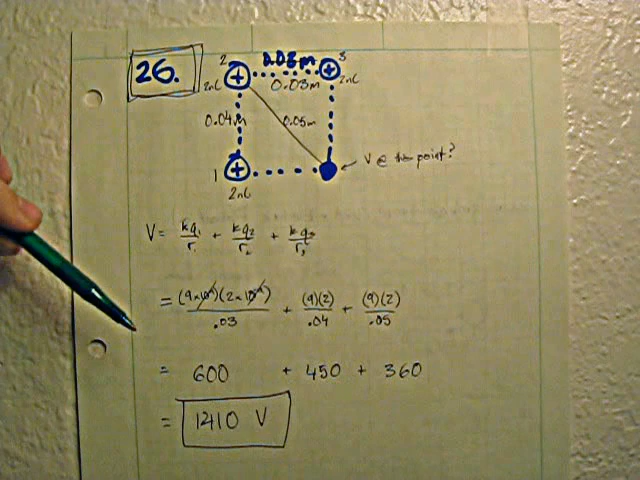 26.
2 0.03m 3
2nC 0.03m 2nC
0.04m 0.05m
1 V @ this point?
2nC
V = kq₁/r₁ + kq₂/r₂ + kq₃/r₃
= (9×10⁹)(2×10⁻⁹)/.03 + (9)(2)/.04 + (9)(2)/.05
= 600 + 450 + 360
= 1410 V